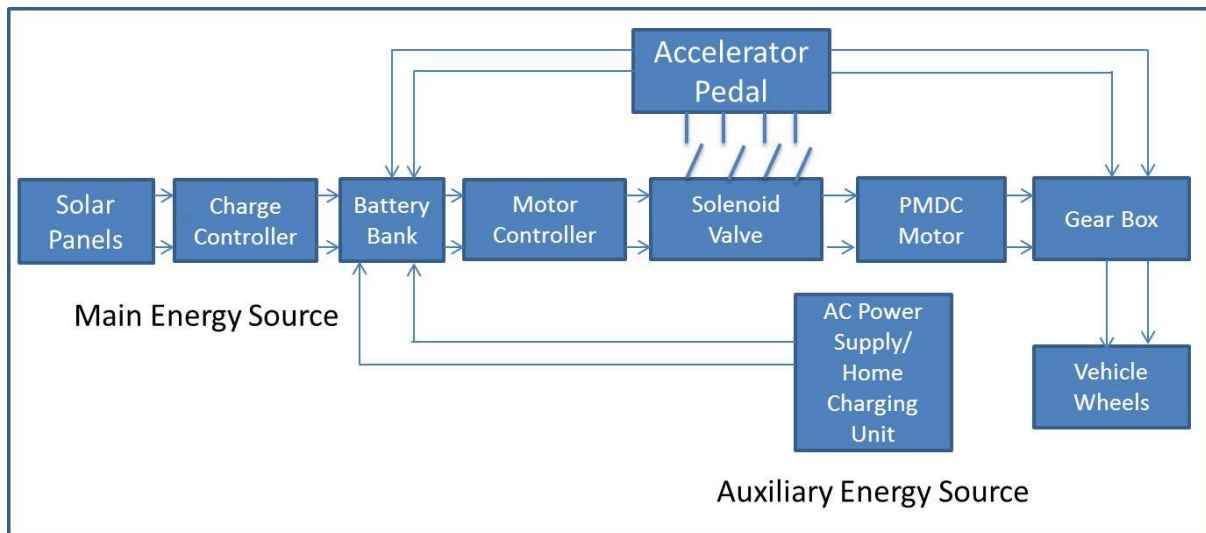 Accelerator
Pedal
Solar
Panels
Charge
Controller
Battery
Bank
Motor
Controller
Solenoid
Valve
PMDC
Motor
Gear Box
Main Energy Source
AC Power
Supply/
Home
Charging
Unit
Vehicle
Wheels
Auxiliary Energy Source